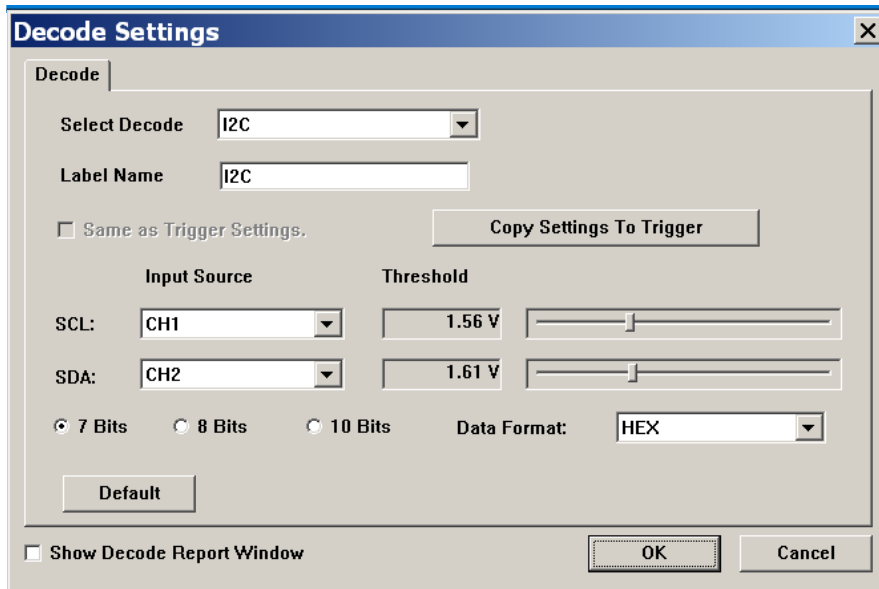 Decode Settings
Decode
Select Decode I2C
Label Name I2C
Same as Trigger Settings. Copy Settings To Trigger
Input Source Threshold
SCL: CH1 1.56 V
SDA: CH2 1.61 V
7 Bits 8 Bits 10 Bits Data Format: HEX
Default
Show Decode Report Window OK Cancel